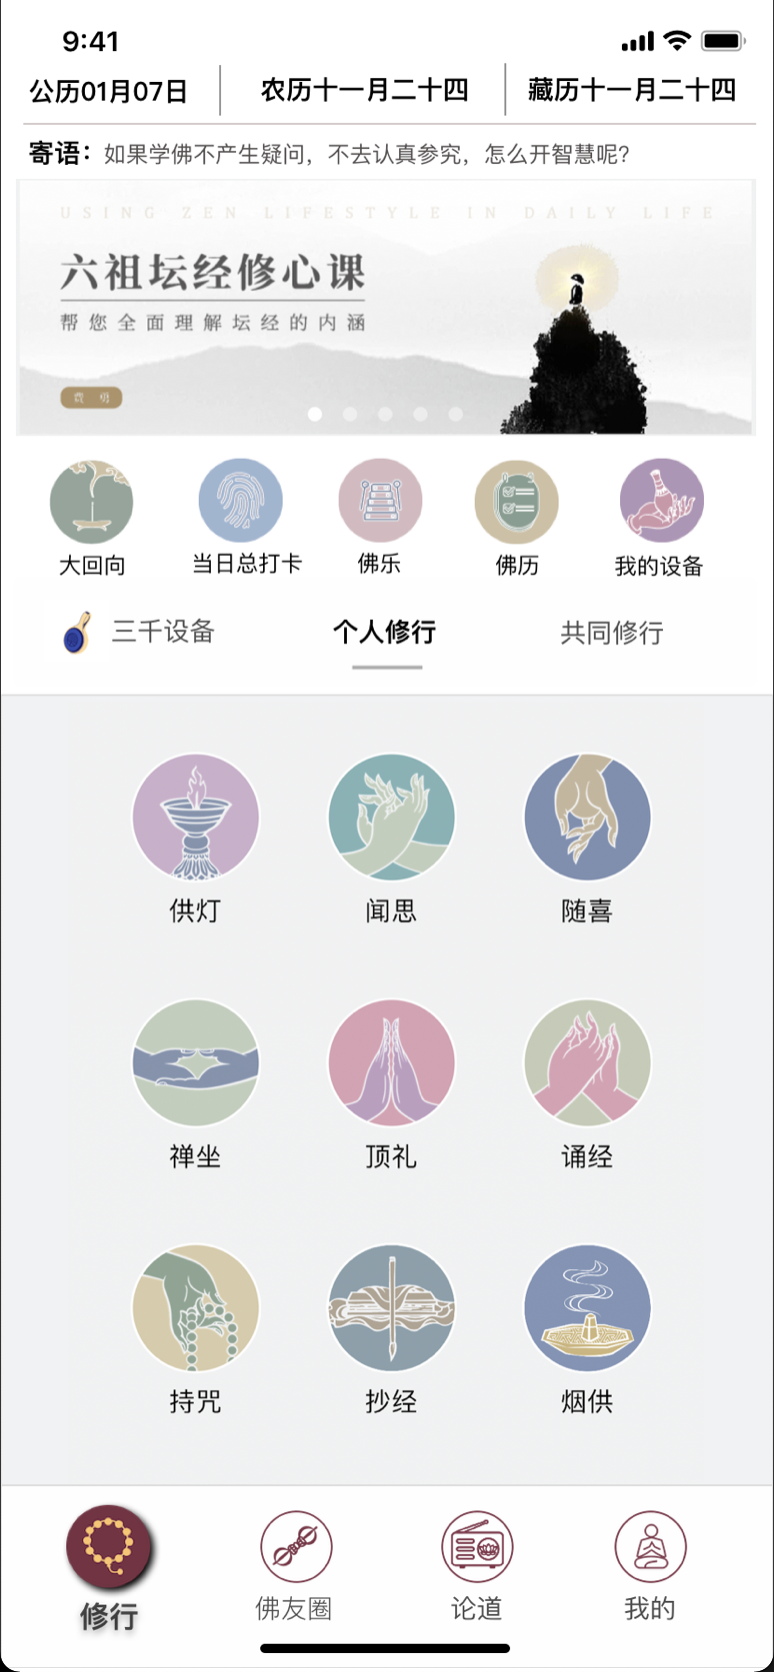 9:41
公历01月07日
农历十一月二十四
藏历十一月二十四
寄语：如果学佛不产生疑问，不去认真参究，怎么开智慧呢？
USING ZEN LIFESTYLE IN DAILY LIFE
六祖坛经修心课
帮您全面理解坛经的内涵
费勇
大回向
当日总打卡
佛乐
佛历
我的设备
三千设备
个人修行
共同修行
供灯
闻思
随喜
禅坐
顶礼
诵经
持咒
抄经
烟供
修行
佛友圈
论道
我的